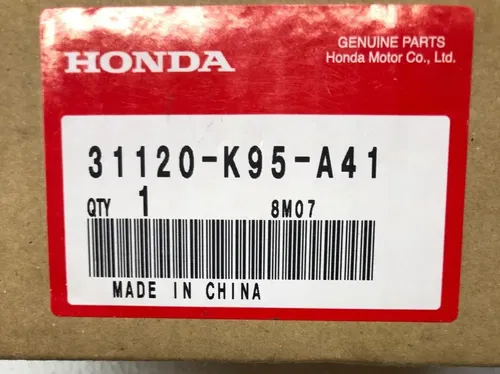 HONDA
GENUINE PARTS
Honda Motor Co., Ltd.
31120-K95-A41
QTY 1 8M07
MADE IN CHINA